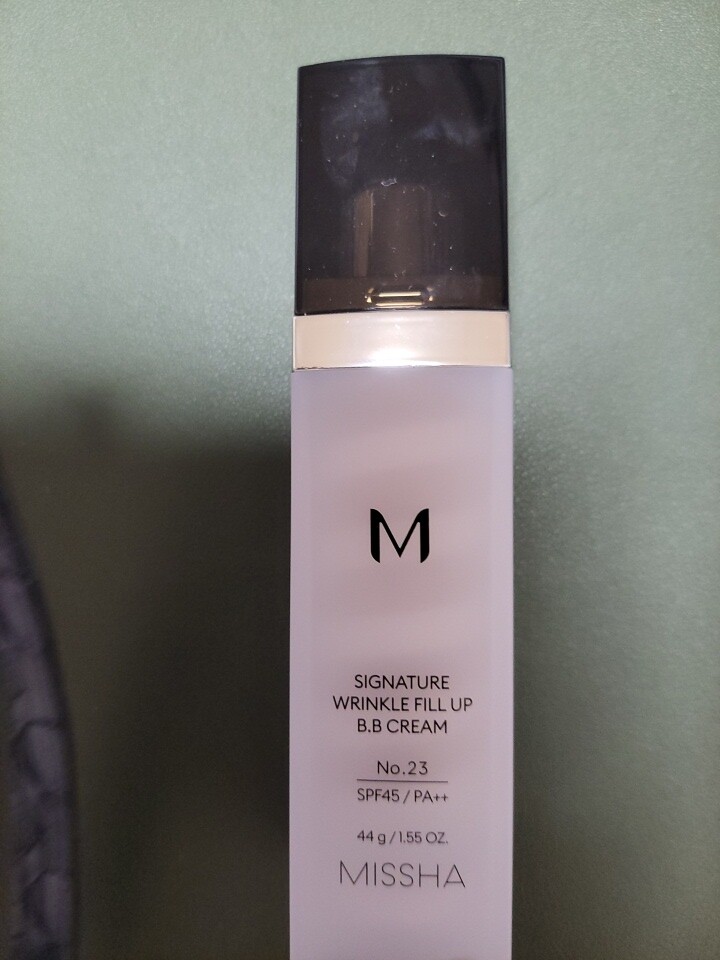 M
SIGNATURE
WRINKLE FILL UP
B.B CREAM
No.23
SPF45 / PA++
44 g / 1.55 OZ.
MISSHA